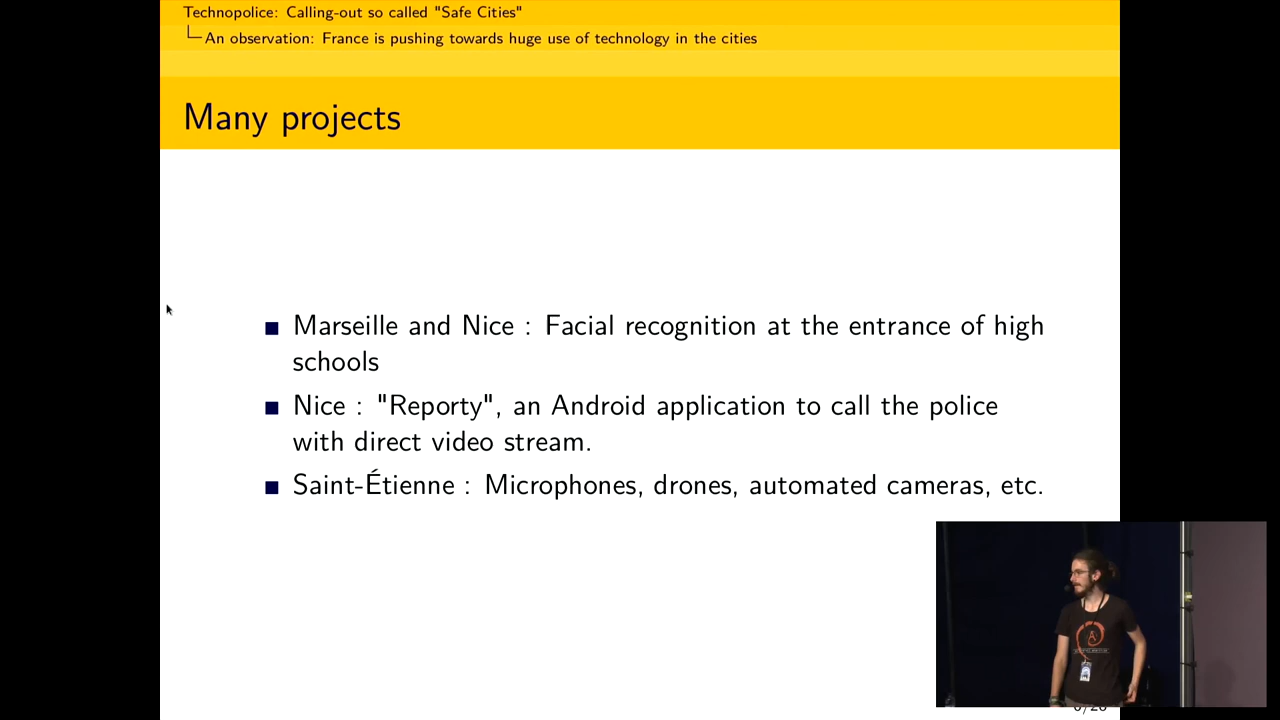 Technopolice: Calling-out so called "Safe Cities"
An observation: France is pushing towards huge use of technology in the cities
Many projects
Marseille and Nice : Facial recognition at the entrance of high
schools
Nice : "Reporty", an Android application to call the police
with direct video stream.
Saint-Étienne : Microphones, drones, automated cameras, etc.